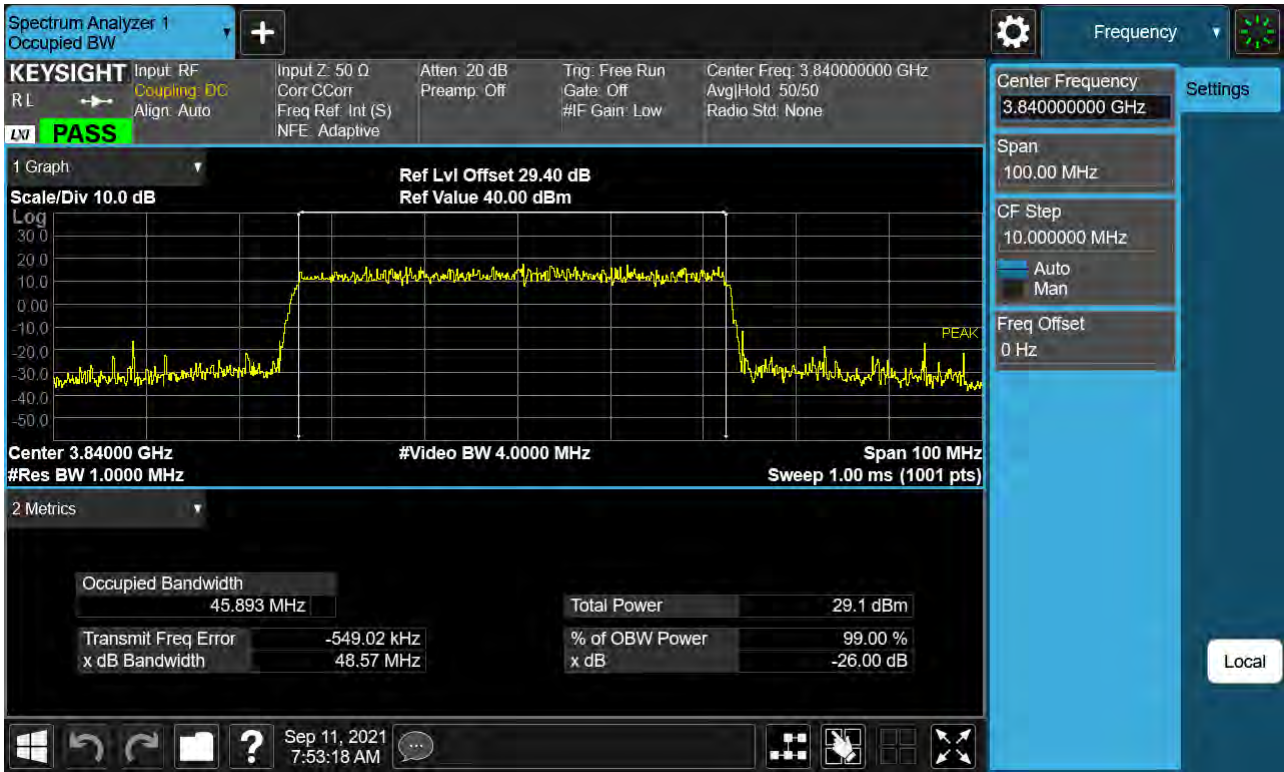 Spectrum Analyzer 1
Occupied BW
+
Frequency
KEYSIGHT
RL
LXI
PASS
Input: RF
Coupling: DC
Align: Auto
Input Z: 50 Ω
Corr CCorr
Freq Ref: Int (S)
NFE: Adaptive
Atten: 20 dB
Preamp: Off
Trig: Free Run
Gate: Off
#IF Gain: Low
Center Freq: 3.840000000 GHz
Avg|Hold: 50/50
Radio Std: None
Center Frequency
3.840000000 GHz
Settings
Span
100.00 MHz
CF Step
10.000000 MHz
Auto
Man
Freq Offset
0 Hz
1 Graph
Scale/Div 10.0 dB
Ref Lvl Offset 29.40 dB
Ref Value 40.00 dBm
Log
30.0
20.0
10.0
0.00
-10.0
-20.0
-30.0
-40.0
-50.0
PEAK
Center 3.84000 GHz
#Video BW 4.0000 MHz
Span 100 MHz
#Res BW 1.0000 MHz
Sweep 1.00 ms (1001 pts)
2 Metrics
Occupied Bandwidth
45.893 MHz
Total Power 29.1 dBm
Transmit Freq Error -549.02 kHz
% of OBW Power 99.00 %
x dB Bandwidth 48.57 MHz
x dB -26.00 dB
Local
?
Sep 11, 2021
7:53:18 AM